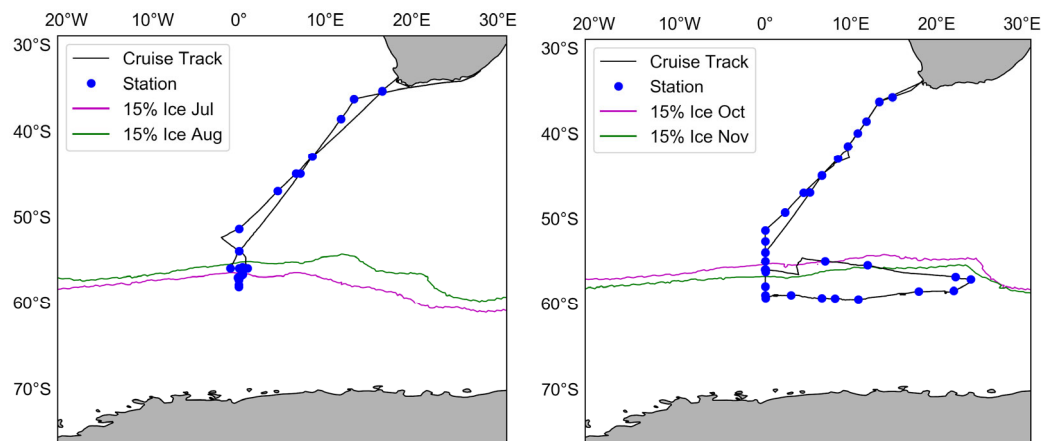 20°W 10°W 0° 10°E 20°E 30°E
30°S
40°S
50°S
60°S
70°S
Cruise Track
Station
15% Ice Jul
15% Ice Aug
20°W 10°W 0° 10°E 20°E 30°E
30°S
40°S
50°S
60°S
70°S
Cruise Track
Station
15% Ice Oct
15% Ice Nov